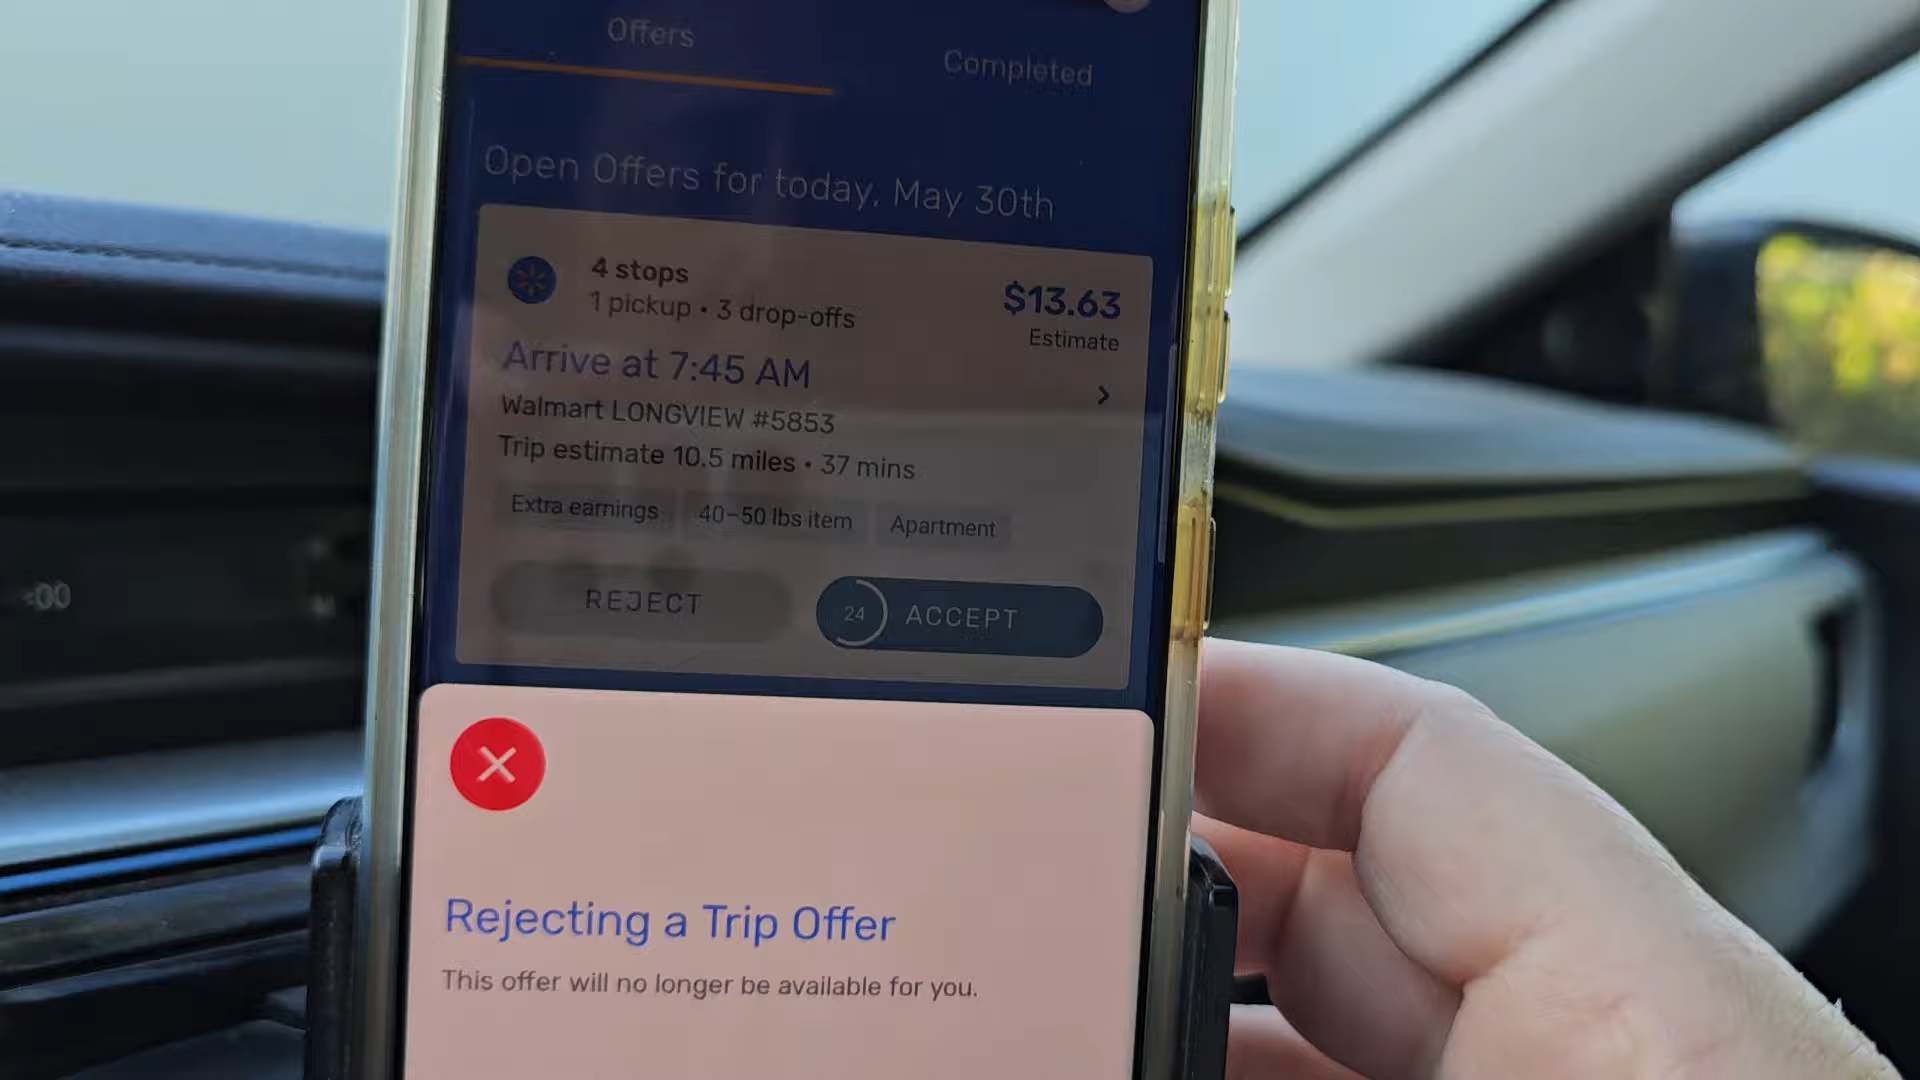 Offers
Completed
Open Offers for today, May 30th
4 stops
1 pickup • 3 drop-offs
$13.63
Estimate
Arrive at 7:45 AM
Walmart LONGVIEW #5853
Trip estimate 10.5 miles • 37 mins
Extra earnings
40–50 lbs item
Apartment
REJECT
24
ACCEPT
Rejecting a Trip Offer
This offer will no longer be available for you.